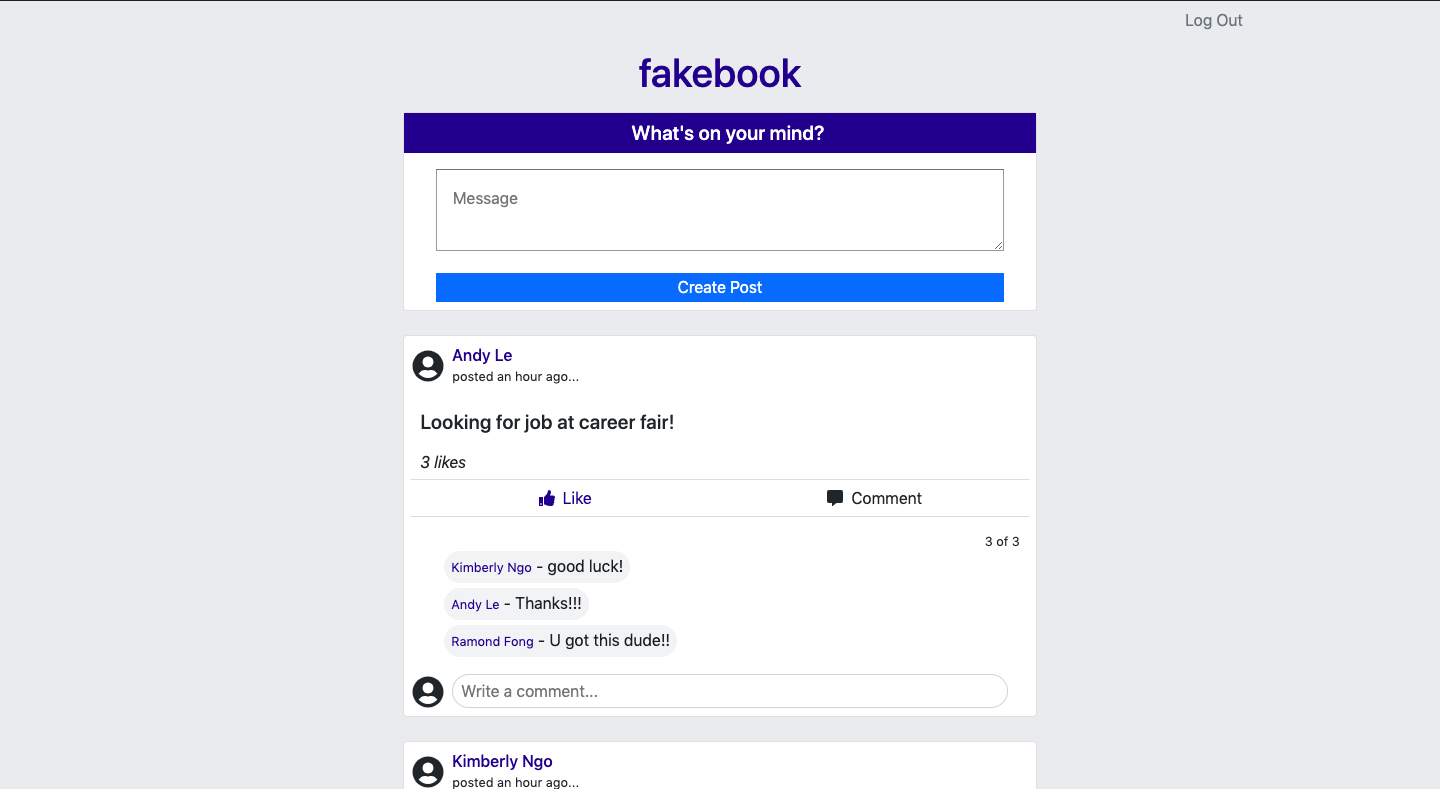 Log Out
fakebook
What's on your mind?
Message
Create Post
Andy Le
posted an hour ago...
Looking for job at career fair!
3 likes
Like
Comment
3 of 3
Kimberly Ngo - good luck!
Andy Le - Thanks!!!
Ramond Fong - U got this dude!!
Write a comment...
Kimberly Ngo
posted an hour ago...